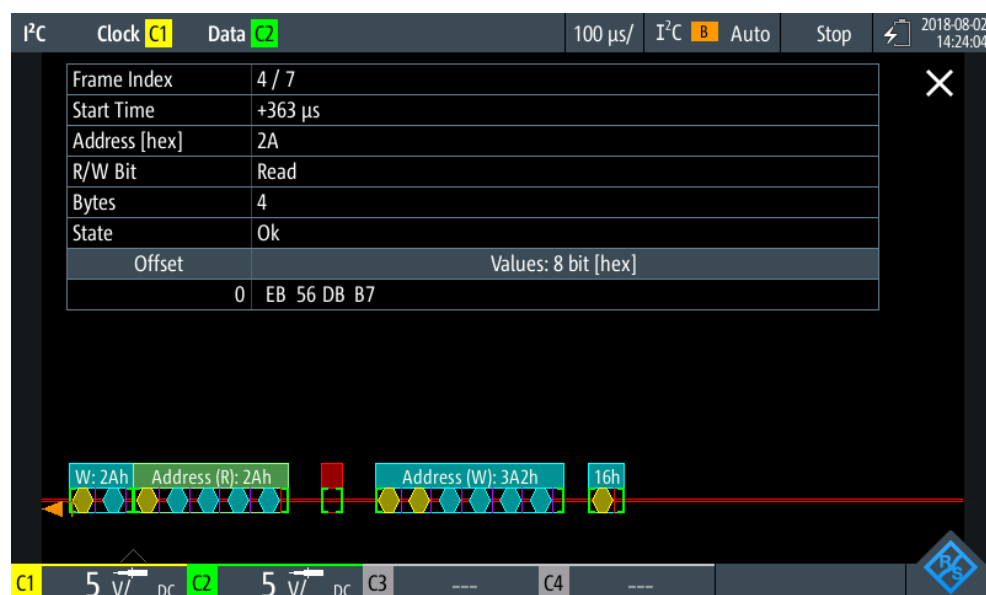 I²C Clock C1 Data C2 100 µs/ I²C B Auto Stop 2018-08-02
14:24:04
Frame Index 4 / 7
Start Time +363 µs
Address [hex] 2A
R/W Bit Read
Bytes 4
State Ok
Offset Values: 8 bit [hex]
0 EB 56 DB B7
W: 2Ah Address (R): 2Ah Address (W): 3A2h 16h
C1 5 V/ DC C2 5 V/ DC C3 --- C4 ---
R/S